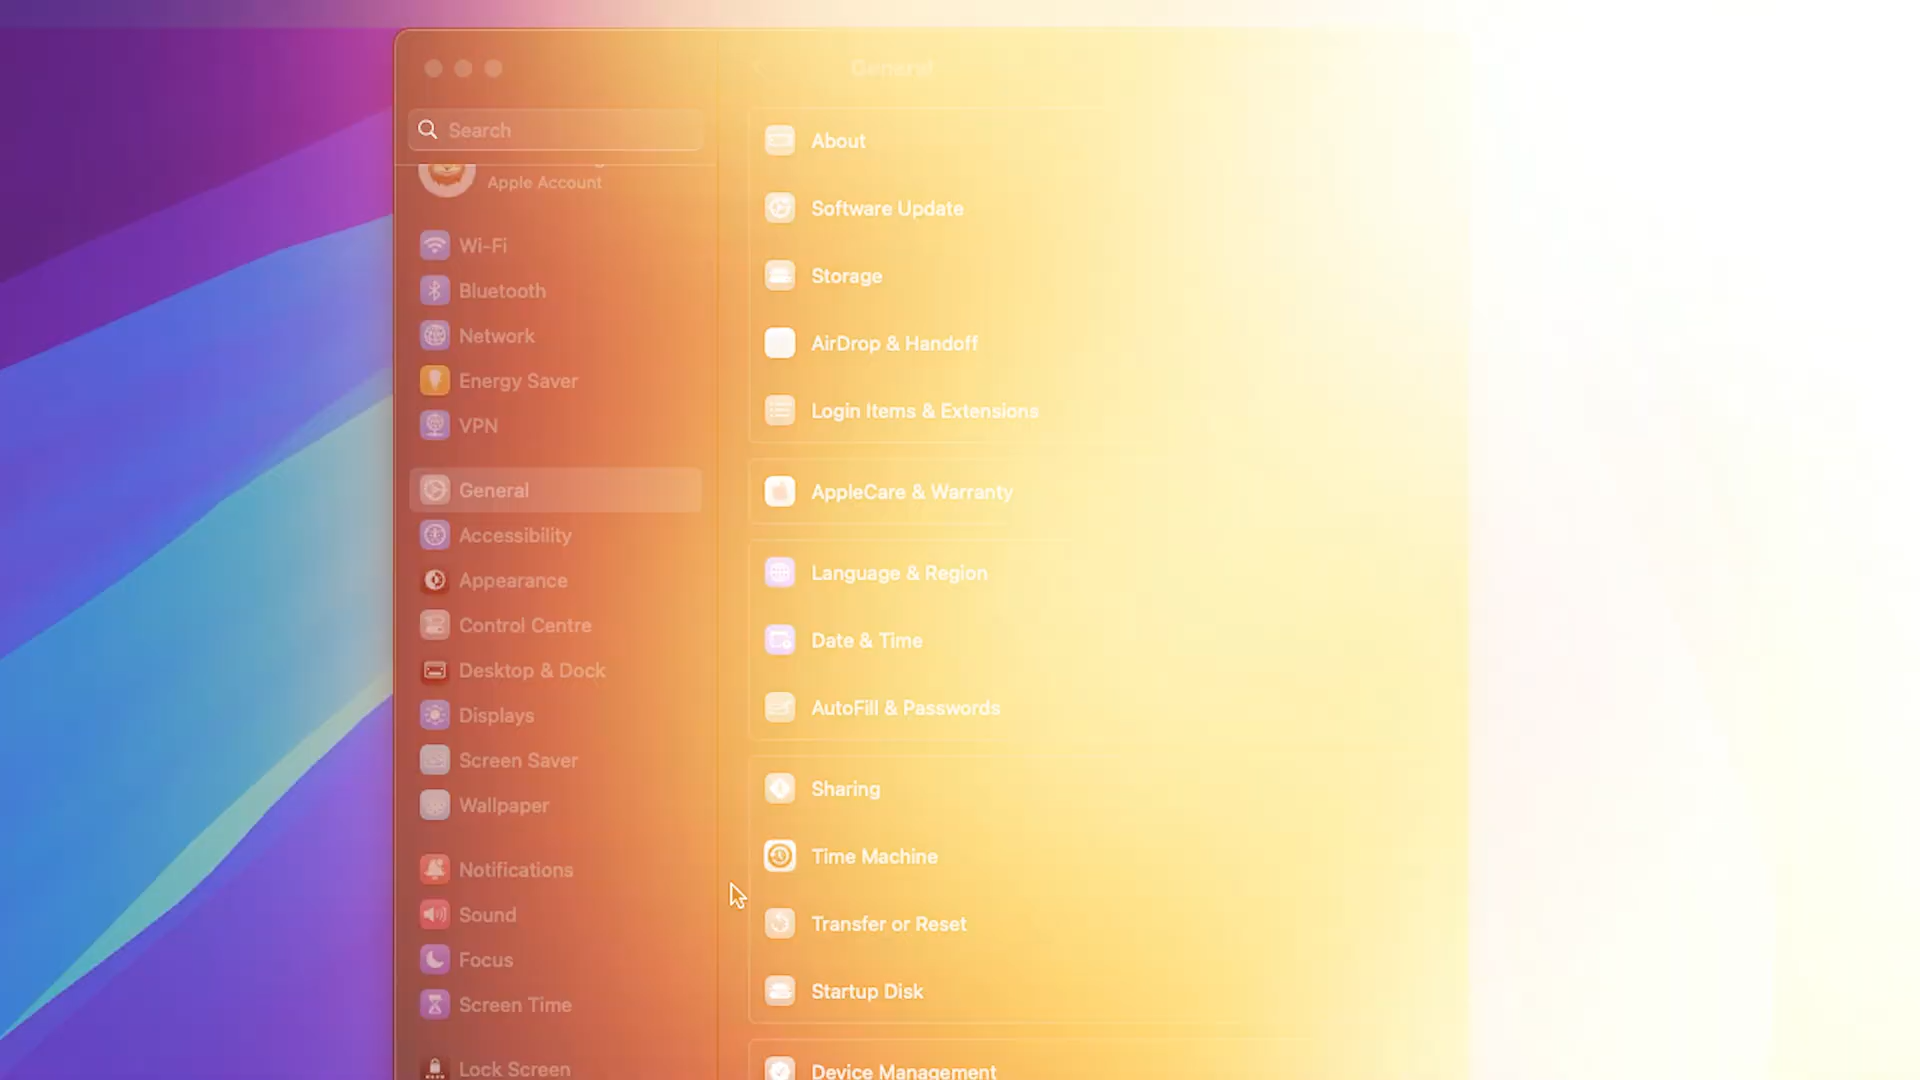 General
Search
Apple Account
Wi-Fi
Bluetooth
Network
Energy Saver
VPN
General
Accessibility
Appearance
Control Centre
Desktop & Dock
Displays
Screen Saver
Wallpaper
Notifications
Sound
Focus
Screen Time
Lock Screen
About
Software Update
Storage
AirDrop & Handoff
Login Items & Extensions
AppleCare & Warranty
Language & Region
Date & Time
AutoFill & Passwords
Sharing
Time Machine
Transfer or Reset
Startup Disk
Device Management